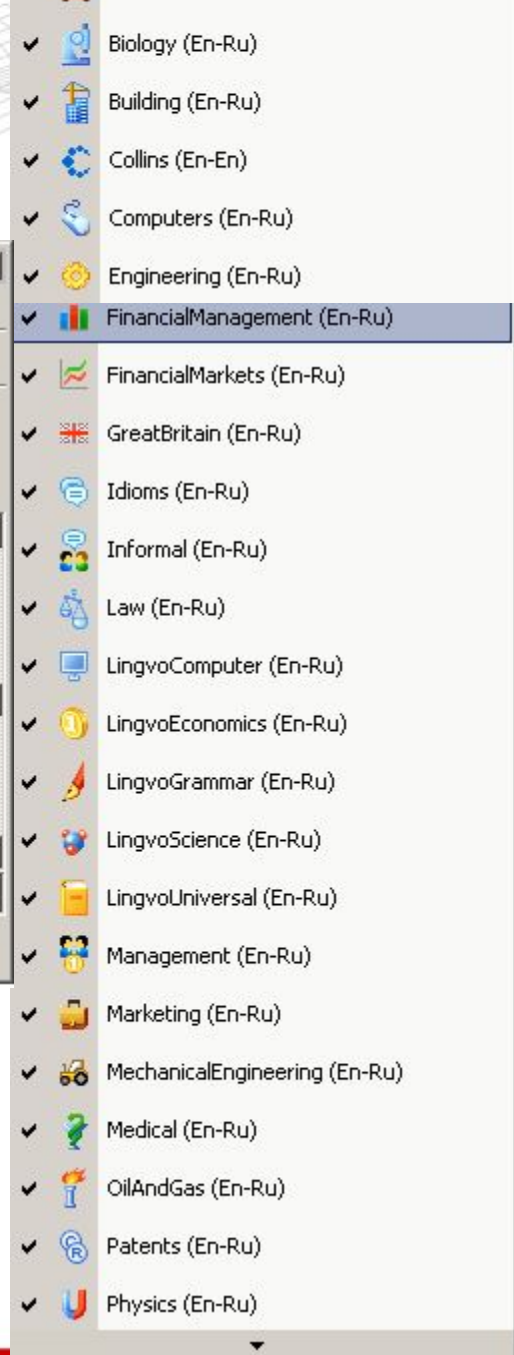 Biology (En-Ru)
Building (En-Ru)
Collins (En-En)
Computers (En-Ru)
Engineering (En-Ru)
FinancialManagement (En-Ru)
FinancialMarkets (En-Ru)
GreatBritain (En-Ru)
Idioms (En-Ru)
Informal (En-Ru)
Law (En-Ru)
LingvoComputer (En-Ru)
LingvoEconomics (En-Ru)
LingvoGrammar (En-Ru)
LingvoScience (En-Ru)
LingvoUniversal (En-Ru)
Management (En-Ru)
Marketing (En-Ru)
MechanicalEngineering (En-Ru)
Medical (En-Ru)
OilAndGas (En-Ru)
Patents (En-Ru)
Physics (En-Ru)